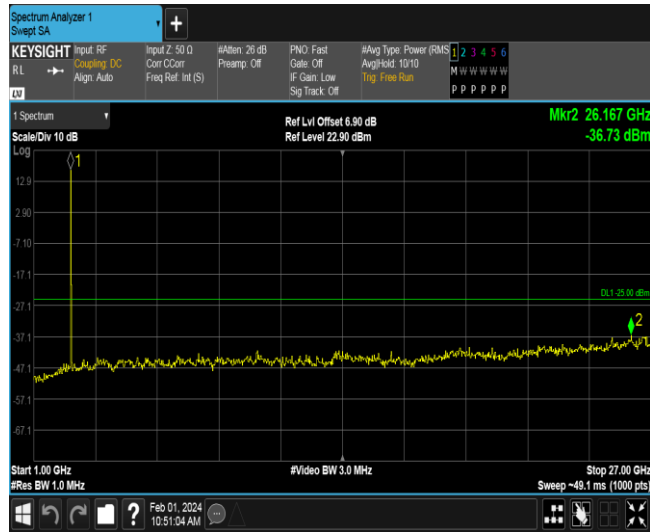 Spectrum Analyzer 1
Swept SA
+
KEYSIGHT
RL
LXI
Input: RF
Coupling: DC
Align: Auto
Input Z: 50 Ω
Corr CCorr
Freq Ref: Int (S)
#Atten: 26 dB
Preamp: Off
PNO: Fast
Gate: Off
IF Gain: Low
Sig Track: Off
#Avg Type: Power (RMS
Avg|Hold: 10/10
Trig: Free Run
1 2 3 4 5 6
M W W W W W
P P P P P P
1 Spectrum
Scale/Div 10 dB
Log
Ref Lvl Offset 6.90 dB
Ref Level 22.90 dBm
Mkr2 26.167 GHz
-36.73 dBm
1
12.9
2.90
-7.10
-17.1
DL1 -25.00 dBm
-27.1
2
-37.1
-47.1
-57.1
-67.1
Start 1.00 GHz
#Res BW 1.0 MHz
#Video BW 3.0 MHz
Stop 27.00 GHz
Sweep ~49.1 ms (1000 pts)
?
Feb 01, 2024
10:51:04 AM